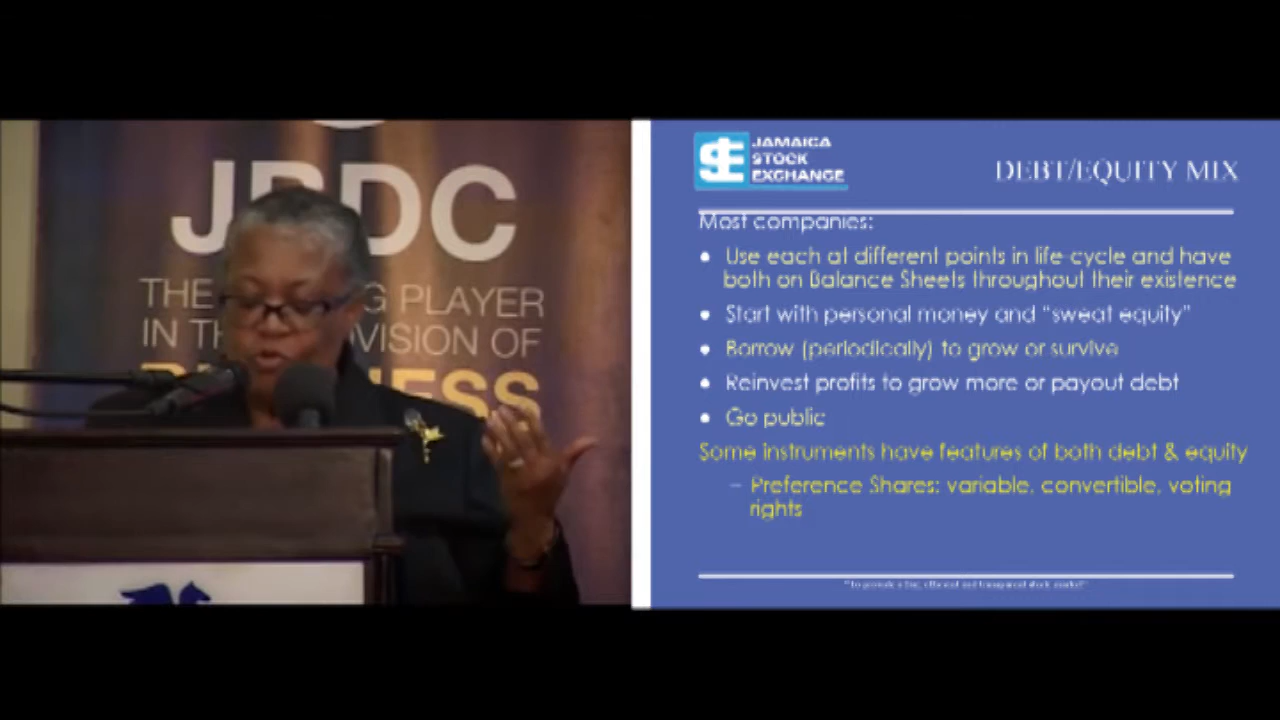 JBDC
THE G PLAYER
IN TH OVISION OF
ESS
JAMAICA
STOCK
EXCHANGE
DEBT/EQUITY MIX
Most companies:
• Use each at different points in life-cycle and have
both on Balance Sheets throughout their existence
• Start with personal money and “sweat equity”
• Borrow (periodically) to grow or survive
• Reinvest profits to grow more or payout debt
• Go public
Some instruments have features of both debt & equity
– Preference Shares: variable, convertible, voting
rights